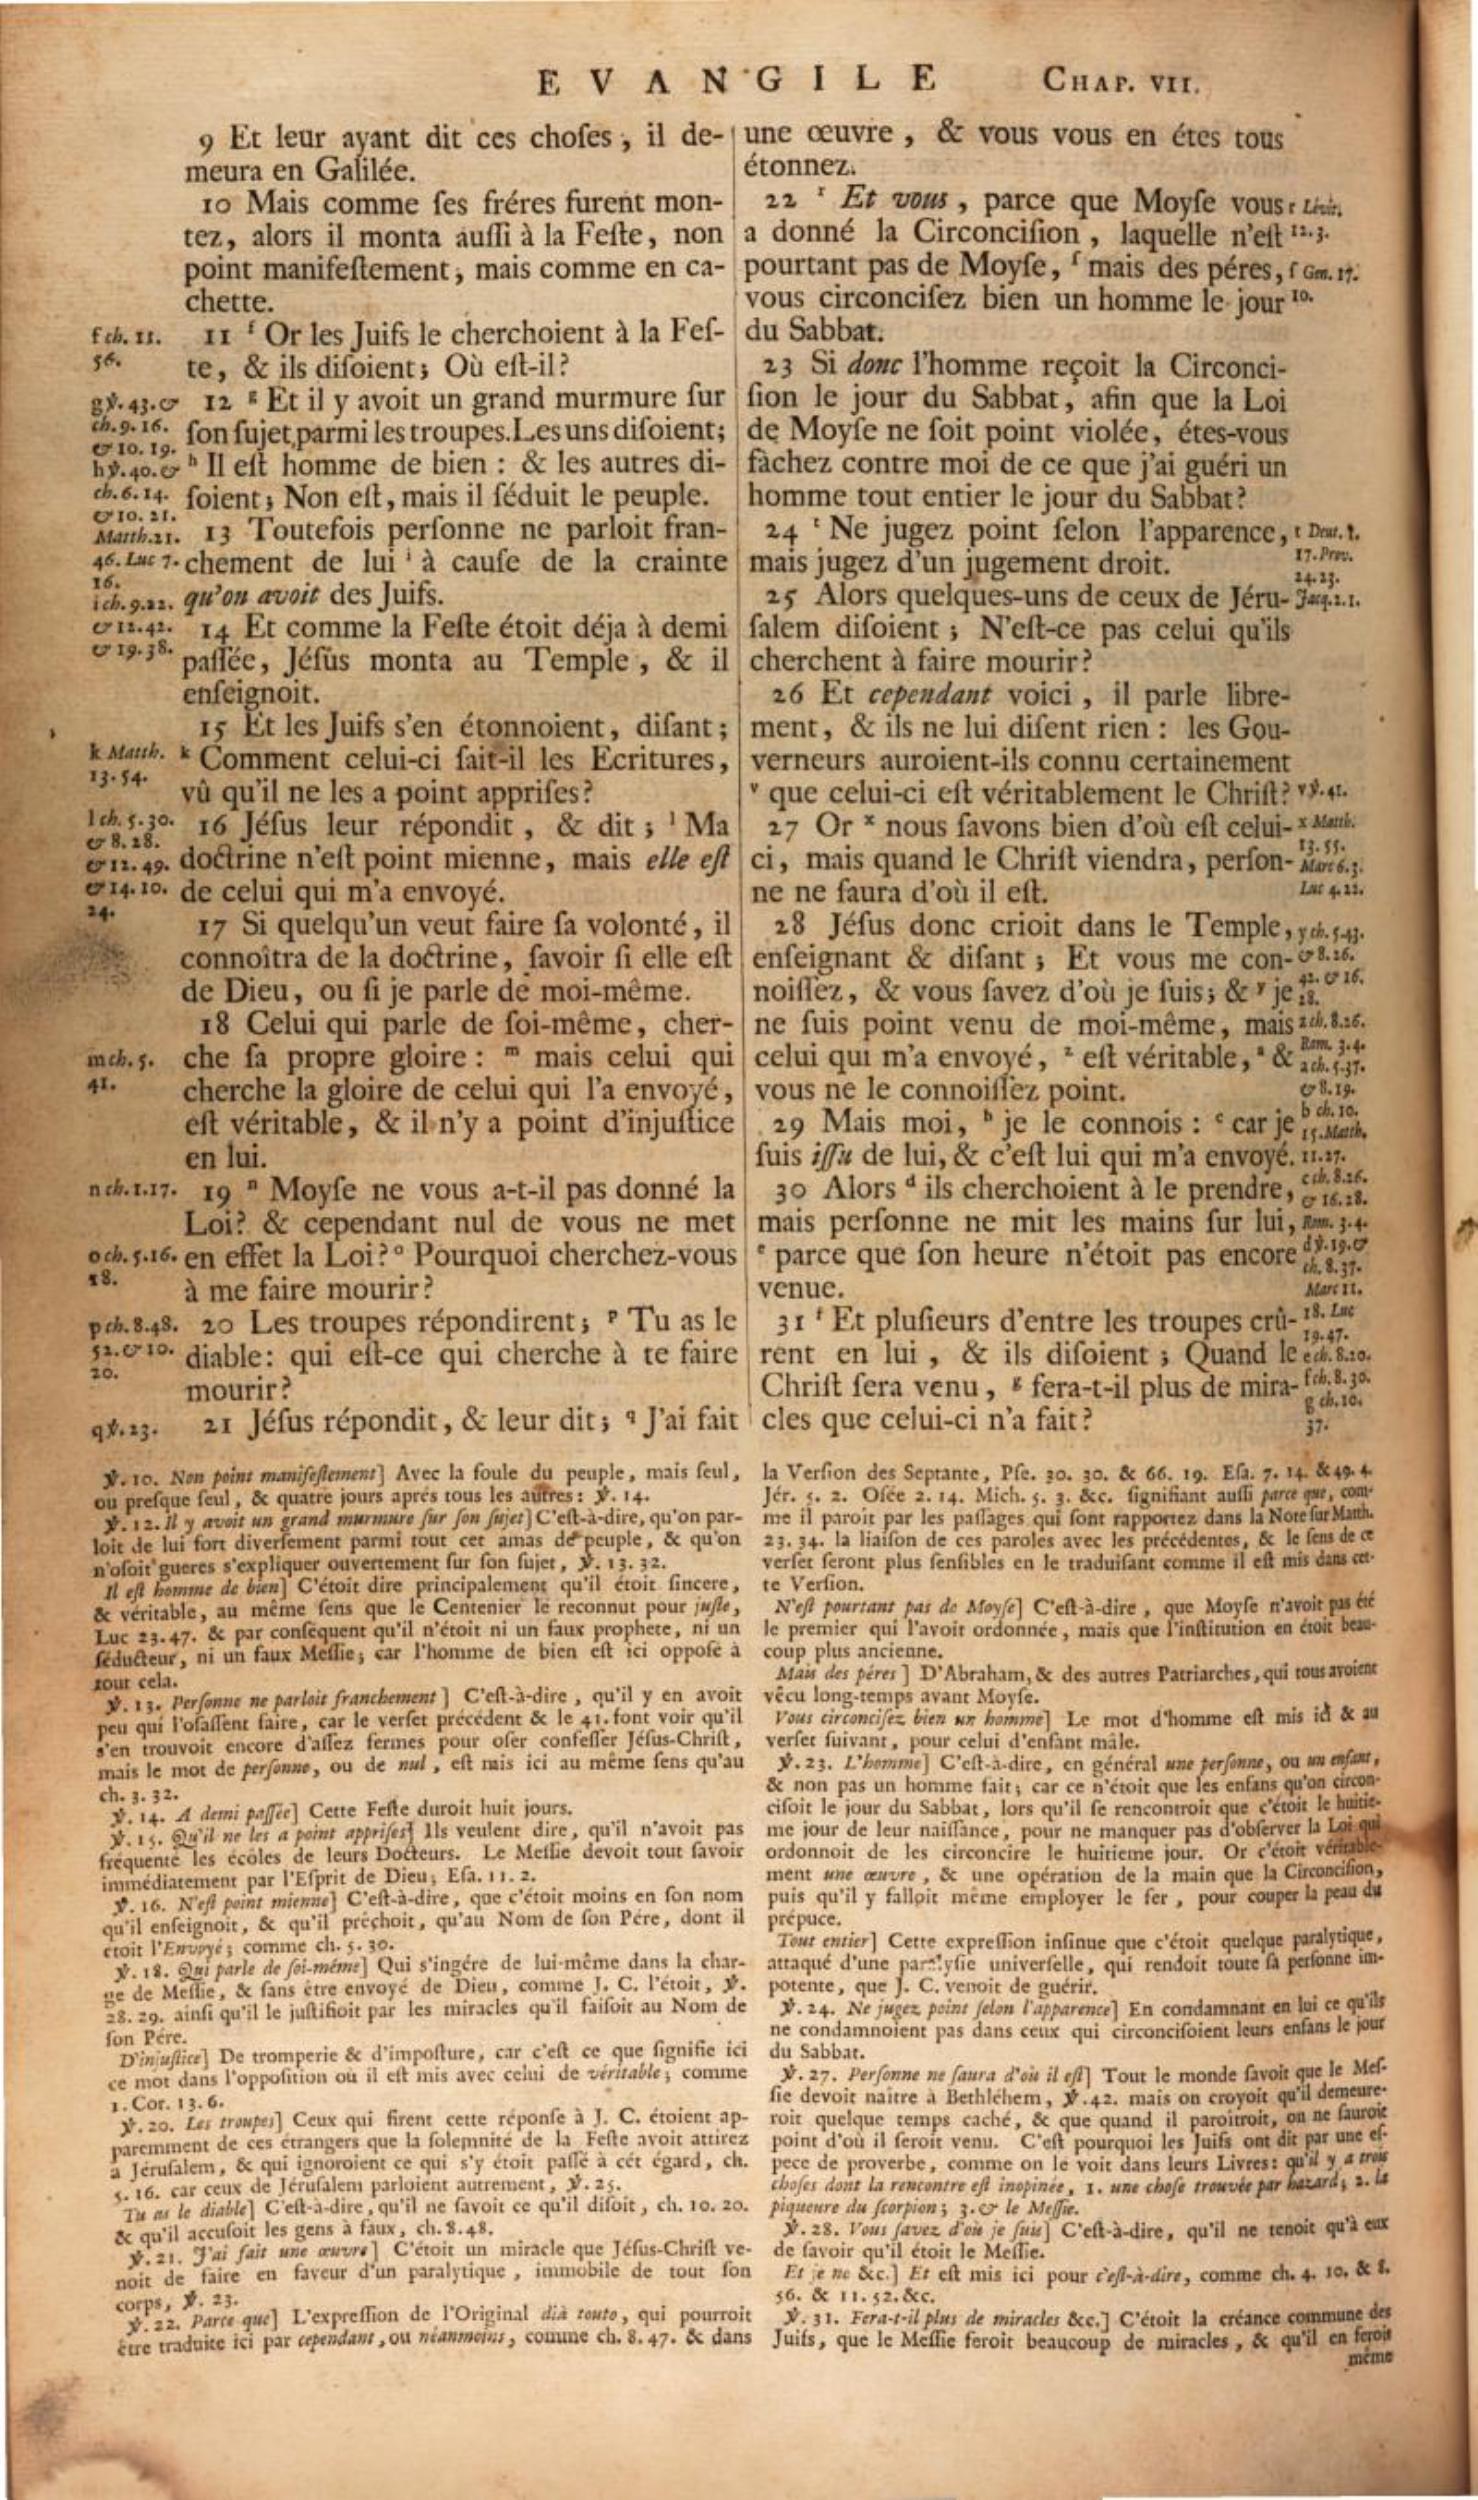 EVANGILE CHAP. VII.
9 Et leur ayant dit ces choſes, il de-
meura en Galilée.
10 Mais comme ſes fréres furent mon-
tez, alors il monta auſſi à la Feſte, non
point manifeſtement, mais comme en ca-
chette.
11 ᶠ Or les Juifs le cherchoient à la Feſ-
te, & ils diſoient; Où eſt-il?
12 ᵍ Et il y avoit un grand murmure ſur
ſon ſujet parmi les troupes. Les uns diſoient;
ʰ Il eſt homme de bien : & les autres di-
ſoient; Non eſt, mais il ſéduit le peuple.
13 Toutefois perſonne ne parloit fran-
chement de lui ⁱ à cauſe de la crainte
qu'on avoit des Juifs.
14 Et comme la Feſte étoit déja à demi
paſſée, Jéſus monta au Temple, & il
enſeignoit.
15 Et les Juifs s'en étonnoient, diſant;
ᵏ Comment celui-ci ſait-il les Ecritures,
vû qu'il ne les a point appriſes?
16 Jéſus leur répondit, & dit; ˡ Ma
doctrine n'eſt point mienne, mais elle eſt
de celui qui m'a envoyé.
17 Si quelqu'un veut faire ſa volonté, il
connoîtra de la doctrine, ſavoir ſi elle eſt
de Dieu, ou ſi je parle de moi-même.
18 Celui qui parle de ſoi-même, cher-
che ſa propre gloire : ᵐ mais celui qui
cherche la gloire de celui qui l'a envoyé,
eſt véritable, & il n'y a point d'injuſtice
en lui.
19 ⁿ Moyſe ne vous a-t-il pas donné la
Loi? & cependant nul de vous ne met
en effet la Loi? ᵒ Pourquoi cherchez-vous
à me faire mourir?
20 Les troupes répondirent; ᵖ Tu as le
diable: qui eſt-ce qui cherche à te faire
mourir?
21 Jéſus répondit, & leur dit; q J'ai fait
f ch. 11.
56.
g ℣. 43. &
ch. 9. 16.
& 10. 19.
h ℣. 40. &
ch. 6. 14.
& 10. 21.
Matth. 21.
46. Luc 7.
16.
i ch. 9. 22.
& 12. 42.
& 19. 38.
k Matth.
13. 54.
l ch. 5. 30.
& 8. 28.
& 12. 49.
& 14. 10.
24.
m ch. 5.
41.
n ch. 1. 17.
o ch. 5. 16.
18.
p ch. 8. 48.
52. & 10.
20.
q ℣. 23.
une œuvre, & vous vous en étes tous
étonnez.
22 ʳ Et vous, parce que Moyſe vous
a donné la Circonciſion, laquelle n'eſt
pourtant pas de Moyſe, ſ mais des péres,
vous circonciſez bien un homme le jour
du Sabbat.
23 Si donc l'homme reçoit la Circonci-
ſion le jour du Sabbat, afin que la Loi
de Moyſe ne ſoit point violée, étes-vous
fâchez contre moi de ce que j'ai guéri un
homme tout entier le jour du Sabbat?
24 ᵗ Ne jugez point ſelon l'apparence,
mais jugez d'un jugement droit.
25 Alors quelques-uns de ceux de Jéru-
ſalem diſoient; N'eſt-ce pas celui qu'ils
cherchent à faire mourir?
26 Et cependant voici, il parle libre-
ment, & ils ne lui diſent rien : les Gou-
verneurs auroient-ils connu certainement
ᵛ que celui-ci eſt véritablement le Chriſt?
27 Or ˣ nous ſavons bien d'où eſt celui-
ci, mais quand le Chriſt viendra, perſon-
ne ne ſaura d'où il eſt.
28 Jéſus donc crioit dans le Temple,
enſeignant & diſant; Et vous me con-
noiſſez, & vous ſavez d'où je ſuis; & ʸ je
ne ſuis point venu de moi-même, mais
celui qui m'a envoyé, ᶻ eſt véritable, ᵃ &
vous ne le connoiſſez point.
29 Mais moi, ᵇ je le connois : ᶜ car je
ſuis iſſu de lui, & c'eſt lui qui m'a envoyé.
30 Alors ᵈ ils cherchoient à le prendre,
mais perſonne ne mit les mains ſur lui,
ᵉ parce que ſon heure n'étoit pas encore
venue.
31 ᶠ Et pluſieurs d'entre les troupes crû-
rent en lui, & ils diſoient; Quand le
Chriſt ſera venu, ᵍ fera-t-il plus de mira-
cles que celui-ci n'a fait?
r Lévit.
12. 3.
ſ Gen. 17.
10.
t Deut. 1.
17. Prov.
24. 23.
Jacq. 2. 1.
v ℣. 41.
x Matth.
13. 55.
Marc 6. 3.
Luc 4. 22.
y ch. 5. 43.
& 8. 26.
42. & 16.
28.
z ch. 8. 26.
Rom. 3. 4.
a ch. 5. 37.
& 8. 19.
b ch. 10.
15. Matth.
11. 27.
c ch. 8. 26.
& 16. 28.
Rom. 3. 4.
d ℣. 19. &
ch. 8. 37.
Marc 11.
18. Luc
19. 47.
e ch. 8. 20.
f ch. 8. 30.
g ch. 10.
37.
℣. 10. Non point manifeſtement] Avec la foule du peuple, mais ſeul,
ou preſque ſeul, & quatre jours aprés tous les autres: ℣. 14.
℣. 12. Il y avoit un grand murmure ſur ſon ſujet] C'eſt-à-dire, qu'on par-
loit de lui fort diverſement parmi tout cet amas de peuple, & qu'on
n'oſoit gueres s'expliquer ouvertement ſur ſon ſujet, ℣. 13. 32.
Il eſt homme de bien] C'étoit dire principalement qu'il étoit ſincere,
& véritable, au même ſens que le Centenier le reconnut pour juſte,
Luc 23. 47. & par conſéquent qu'il n'étoit ni un faux prophete, ni un
ſéducteur, ni un faux Meſſie; car l'homme de bien eſt ici oppoſé à
tout cela.
℣. 13. Perſonne ne parloit franchement] C'eſt-à-dire, qu'il y en avoit
peu qui l'oſaſſent faire, car le verſet précédent & le 41. font voir qu'il
s'en trouvoit encore d'aſſez fermes pour oſer confeſſer Jéſus-Chriſt,
mais le mot de perſonne, ou de nul, eſt mis ici au même ſens qu'au
ch. 3. 32.
℣. 14. A demi paſſée] Cette Feſte duroit huit jours.
℣. 15. Qu'il ne les a point appriſes] Ils veulent dire, qu'il n'avoit pas
fréquenté les écoles de leurs Docteurs. Le Meſſie devoit tout ſavoir
immédiatement par l'Eſprit de Dieu; Eſa. 11. 2.
℣. 16. N'eſt point mienne] C'eſt-à-dire, que c'étoit moins en ſon nom
qu'il enſeignoit, & qu'il préchoit, qu'au Nom de ſon Pére, dont il
étoit l'Envoyé; comme ch. 5. 30.
℣. 18. Qui parle de ſoi-méme] Qui s'ingére de lui-même dans la char-
ge de Meſſie, & ſans être envoyé de Dieu, comme J. C. l'étoit, ℣.
28. 29. ainſi qu'il le juſtifioit par les miracles qu'il faiſoit au Nom de
ſon Pére.
D'injuſtice] De tromperie & d'impoſture, car c'eſt ce que ſignifie ici
ce mot dans l'oppoſition où il eſt mis avec celui de véritable; comme
1. Cor. 13. 6.
℣. 20. Les troupes] Ceux qui firent cette réponſe à J. C. étoient ap-
paremment de ces étrangers que la ſolemnité de la Feſte avoit attirez
à Jéruſalem, & qui ignoroient ce qui s'y étoit paſſé à cét égard, ch.
5. 16. car ceux de Jéruſalem parloient autrement, ℣. 25.
Tu as le diable] C'eſt-à-dire, qu'il ne ſavoit ce qu'il diſoit, ch. 10. 20.
& qu'il accuſoit les gens à faux, ch. 8. 48.
℣. 21. J'ai fait une œuvre] C'étoit un miracle que Jéſus-Chriſt ve-
noit de faire en faveur d'un paralytique, immobile de tout ſon
corps, ℣. 23.
℣. 22. Parce que] L'expreſſion de l'Original dià touto, qui pourroit
être traduite ici par cependant, ou néanmoins, comme ch. 8. 47. & dans
la Verſion des Septante, Pſe. 30. 30. & 66. 19. Eſa. 7. 14. & 49. 4.
Jér. 5. 2. Oſée 2. 14. Mich. 5. 3. &c. ſignifiant auſſi parce que, com-
me il paroit par les paſſages qui ſont rapportez dans la Note ſur Matth.
23. 34. la liaiſon de ces paroles avec les précédentes, & le ſens de ce
verſet ſeront plus ſenſibles en le traduiſant comme il eſt mis dans cet-
te Verſion.
N'eſt pourtant pas de Moyſe] C'eſt-à-dire, que Moyſe n'avoit pas été
le premier qui l'avoit ordonnée, mais que l'inſtitution en étoit beau-
coup plus ancienne.
Mais des péres] D'Abraham, & des autres Patriarches, qui tous avoient
vécu long-temps avant Moyſe.
Vous circonciſez bien un homme] Le mot d'homme eſt mis ici & au
verſet ſuivant, pour celui d'enfant mâle.
℣. 23. L'homme] C'eſt-à-dire, en général une perſonne, ou un enfant,
& non pas un homme fait; car ce n'étoit que les enfans qu'on circon-
ciſoit le jour du Sabbat, lors qu'il ſe rencontroit que c'étoit le huitie-
me jour de leur naiſſance, pour ne manquer pas d'obſerver la Loi qui
ordonnoit de les circoncire le huitieme jour. Or c'étoit véritable-
ment une œuvre, & une opération de la main que la Circonciſion,
puis qu'il y falloit même employer le fer, pour couper la peau du
prépuce.
Tout entier] Cette expreſſion inſinue que c'étoit quelque paralytique,
attaqué d'une paralyſie univerſelle, qui rendoit toute ſa perſonne im-
potente, que J. C. venoit de guérir.
℣. 24. Ne jugez point ſelon l'apparence] En condamnant en lui ce qu'ils
ne condamnoient pas dans ceux qui circonciſoient leurs enfans le jour
du Sabbat.
℣. 27. Perſonne ne ſaura d'où il eſt] Tout le monde ſavoit que le Meſ-
ſie devoit naître à Bethléhem, ℣. 42. mais on croyoit qu'il demeure-
roit quelque temps caché, & que quand il paroitroit, on ne ſauroit
point d'où il ſeroit venu. C'eſt pourquoi les Juifs ont dit par une eſ-
pece de proverbe, comme on le voit dans leurs Livres: qu'il y a trois
choſes dont la rencontre eſt inopinée, 1. une choſe trouvée par hazard; 2. la
piqueure du ſcorpion; 3. & le Meſſie.
℣. 28. Vous ſavez d'où je ſuis] C'eſt-à-dire, qu'il ne tenoit qu'à eux
de ſavoir qu'il étoit le Meſſie.
Et je ne &c.] Et eſt mis ici pour c'eſt-à-dire, comme ch. 4. 10. & 8.
56. & 11. 52. &c.
℣. 31. Fera-t-il plus de miracles &c.] C'étoit la créance commune des
Juifs, que le Meſſie feroit beaucoup de miracles, & qu'il en feroit
même